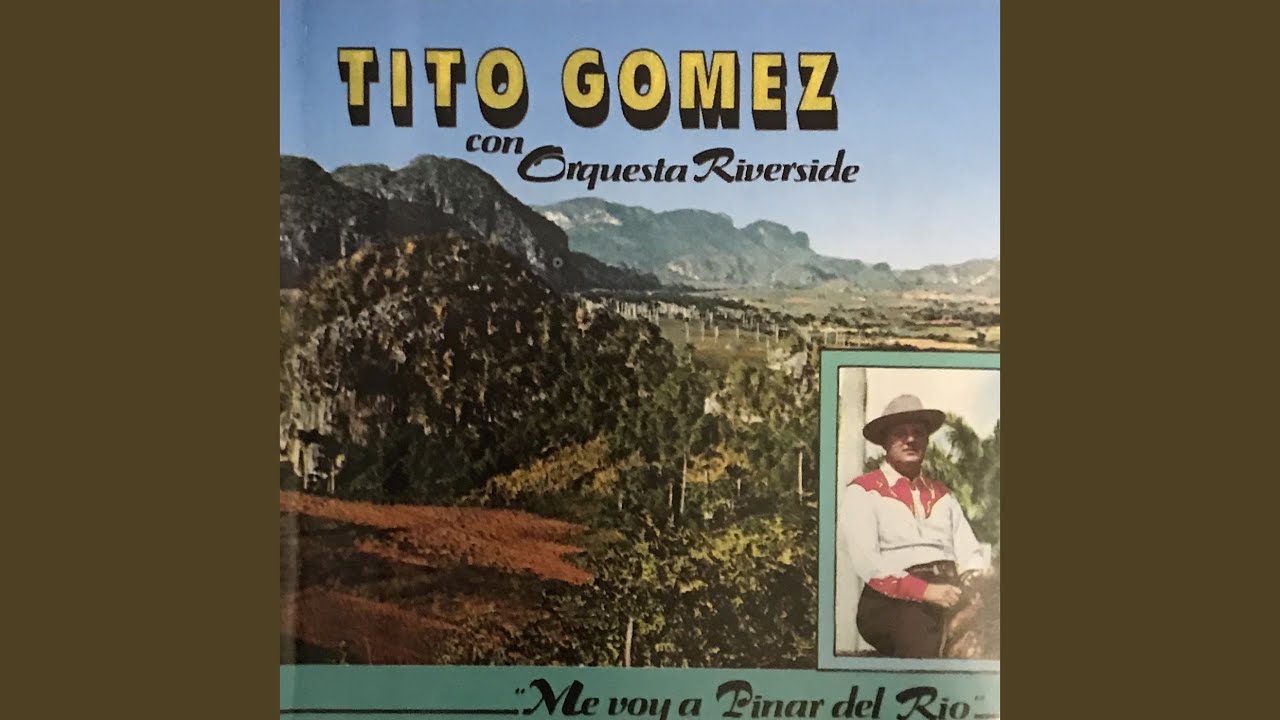 TITO GOMEZ
con
Orquesta Riverside
"Me voy a Pinar del Rio"